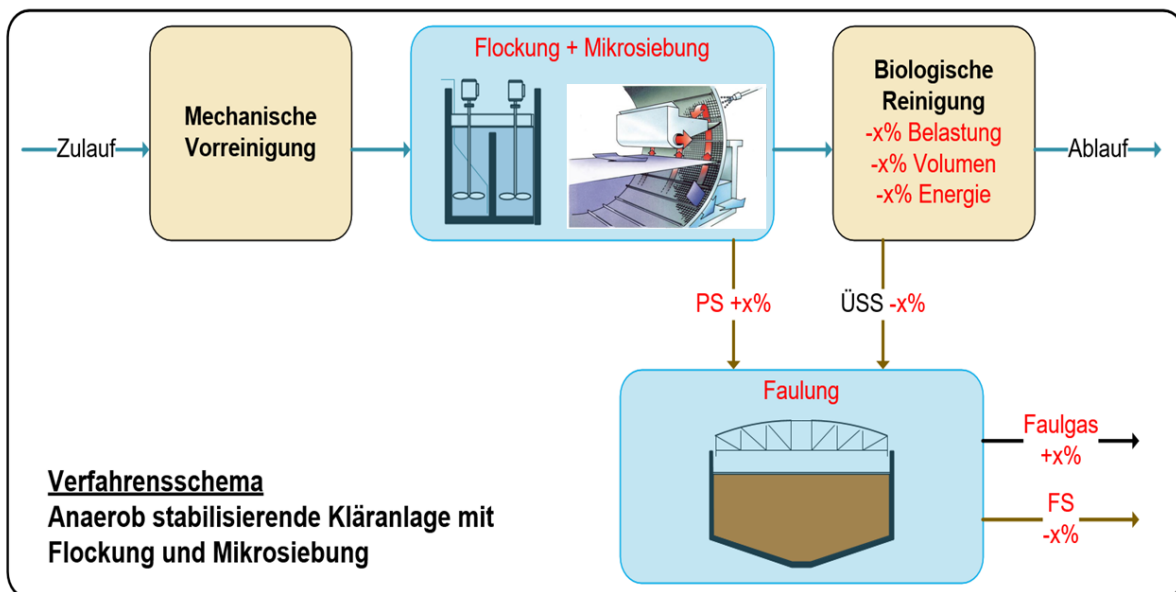 Flockung + Mikrosiebung
Biologische
Reinigung
-x% Belastung
-x% Volumen
-x% Energie
Mechanische
Vorreinigung
Zulauf
Ablauf
PS +x%
ÜSS -x%
Faulung
Faulgas
+x%
FS
-x%
Verfahrensschema
Anaerob stabilisierende Kläranlage mit
Flockung und Mikrosiebung